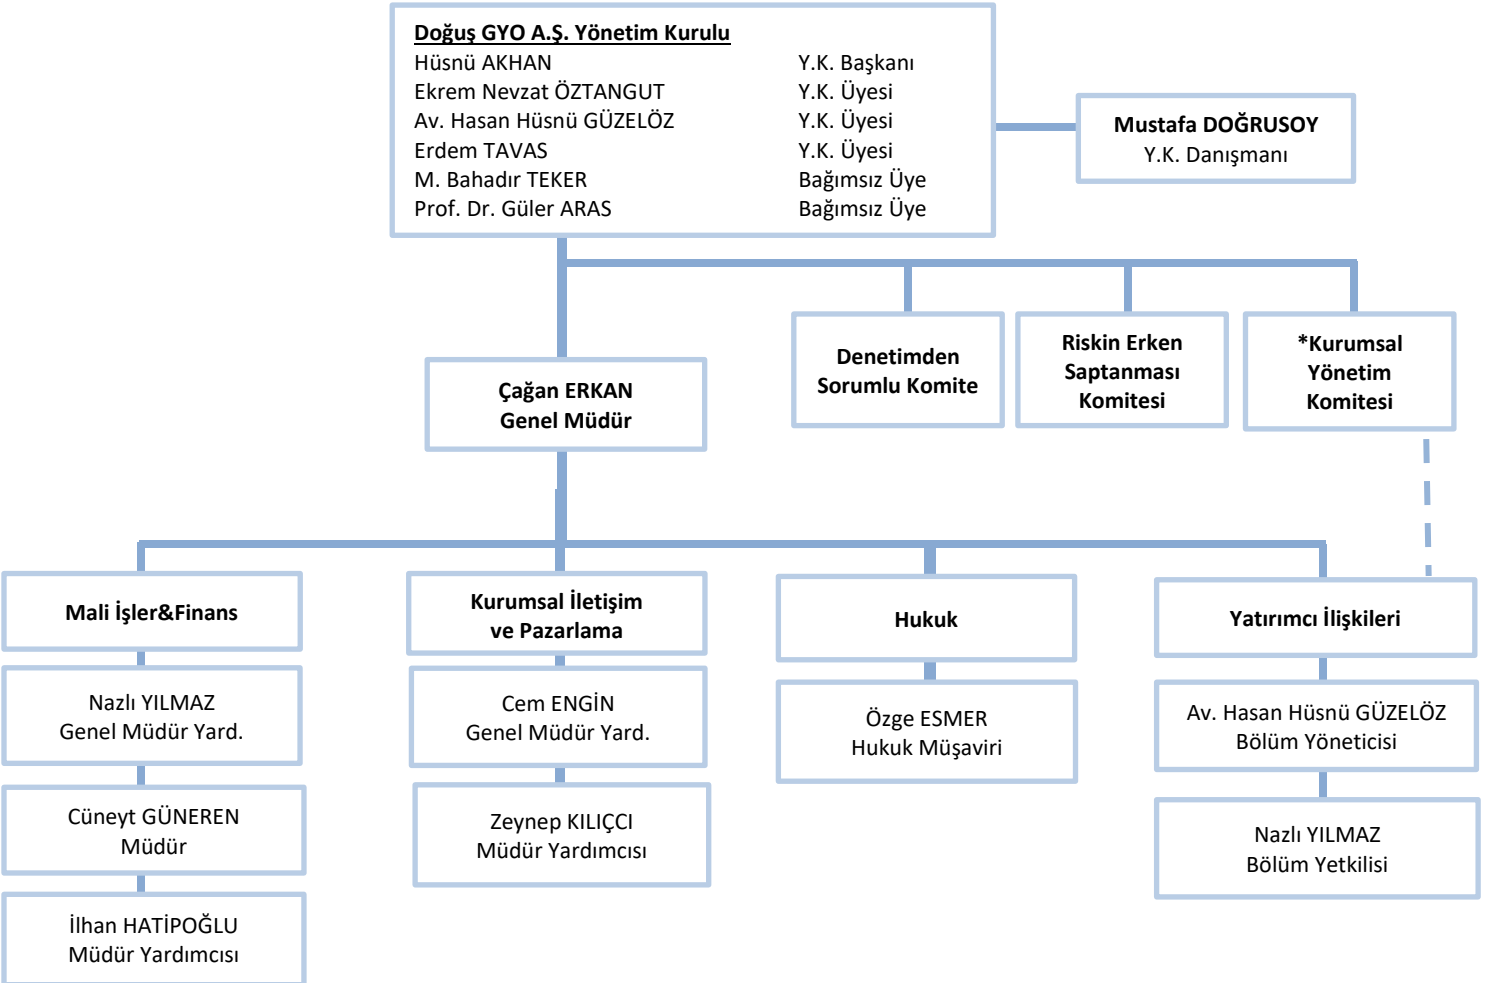 Doğuş GYO A.Ş. Yönetim Kurulu
Hüsnü AKHAN Y.K. Başkanı
Ekrem Nevzat ÖZTANGUT Y.K. Üyesi
Av. Hasan Hüsnü GÜZELÖZ Y.K. Üyesi
Erdem TAVAS Y.K. Üyesi
M. Bahadır TEKER Bağımsız Üye
Prof. Dr. Güler ARAS Bağımsız Üye
Mustafa DOĞRUSOY
Y.K. Danışmanı
Denetimden
Sorumlu Komite
Riskin Erken
Saptanması
Komitesi
*Kurumsal
Yönetim
Komitesi
Çağan ERKAN
Genel Müdür
Mali İşler&Finans
Nazlı YILMAZ
Genel Müdür Yard.
Cüneyt GÜNEREN
Müdür
İlhan HATİPOĞLU
Müdür Yardımcısı
Kurumsal İletişim
ve Pazarlama
Cem ENGİN
Genel Müdür Yard.
Zeynep KILIÇCI
Müdür Yardımcısı
Hukuk
Özge ESMER
Hukuk Müşaviri
Yatırımcı İlişkileri
Av. Hasan Hüsnü GÜZELÖZ
Bölüm Yöneticisi
Nazlı YILMAZ
Bölüm Yetkilisi